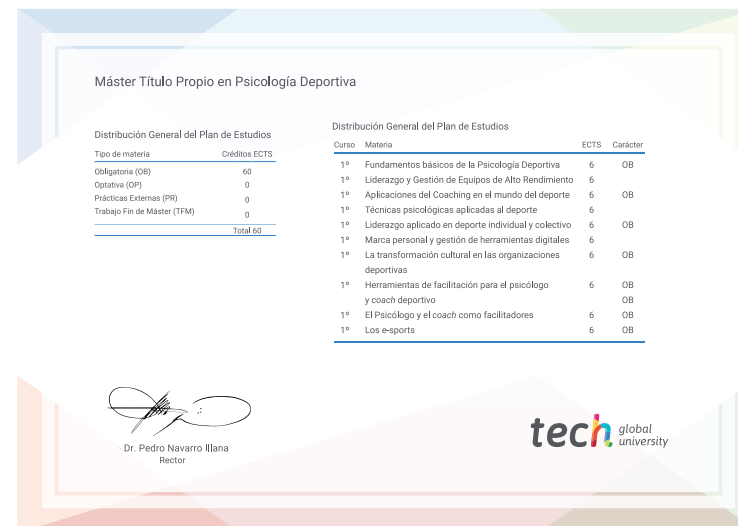 Máster Título Propio en Psicología Deportiva
Distribución General del Plan de Estudios
Tipo de materia Créditos ECTS
Obligatoria (OB) 60
Optativa (OP) 0
Prácticas Externas (PR) 0
Trabajo Fin de Máster (TFM) 0
Total 60
Distribución General del Plan de Estudios
Curso Materia ECTS Carácter
1º Fundamentos básicos de la Psicología Deportiva 6 OB
1º Liderazgo y Gestión de Equipos de Alto Rendimiento 6
1º Aplicaciones del Coaching en el mundo del deporte 6 OB
1º Técnicas psicológicas aplicadas al deporte 6
1º Liderazgo aplicado en deporte individual y colectivo 6 OB
1º Marca personal y gestión de herramientas digitales 6
1º La transformación cultural en las organizaciones 6 OB
deportivas
1º Herramientas de facilitación para el psicólogo 6 OB
y coach deportivo OB
1º El Psicólogo y el coach como facilitadores 6 OB
1º Los e-sports 6 OB
Dr. Pedro Navarro Illana
Rector
tech global
university